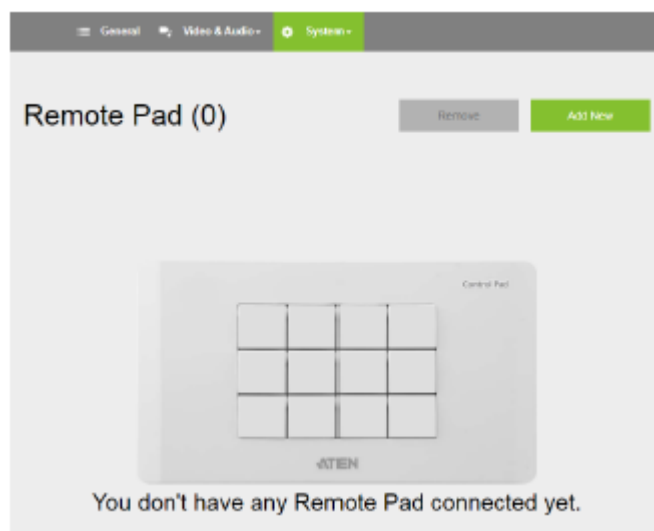 General Video & Audio System
Remote Pad (0)
Remove Add New
Control Pad
ATEN
You don't have any Remote Pad connected yet.